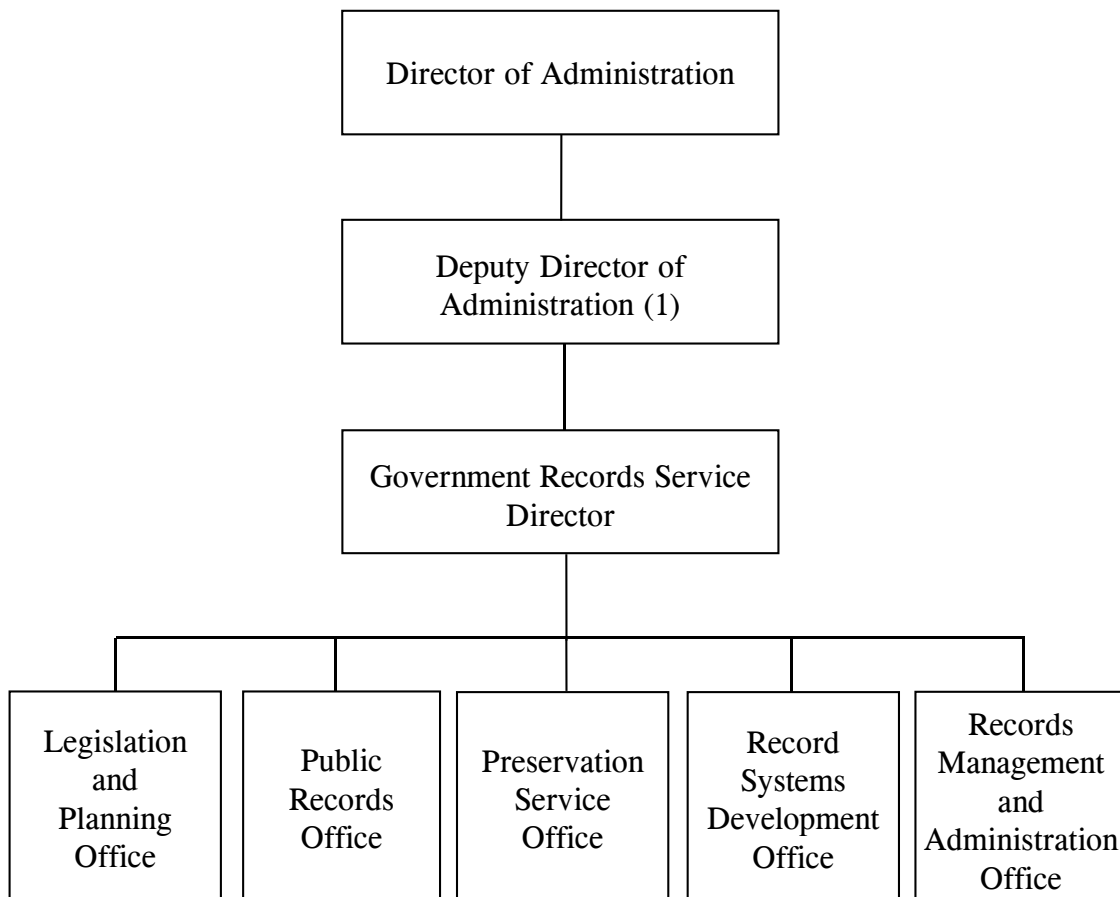 Director of Administration
Deputy Director of
Administration (1)
Government Records Service
Director
Legislation
and
Planning
Office
Public
Records
Office
Preservation
Service
Office
Record
Systems
Development
Office
Records
Management
and
Administration
Office